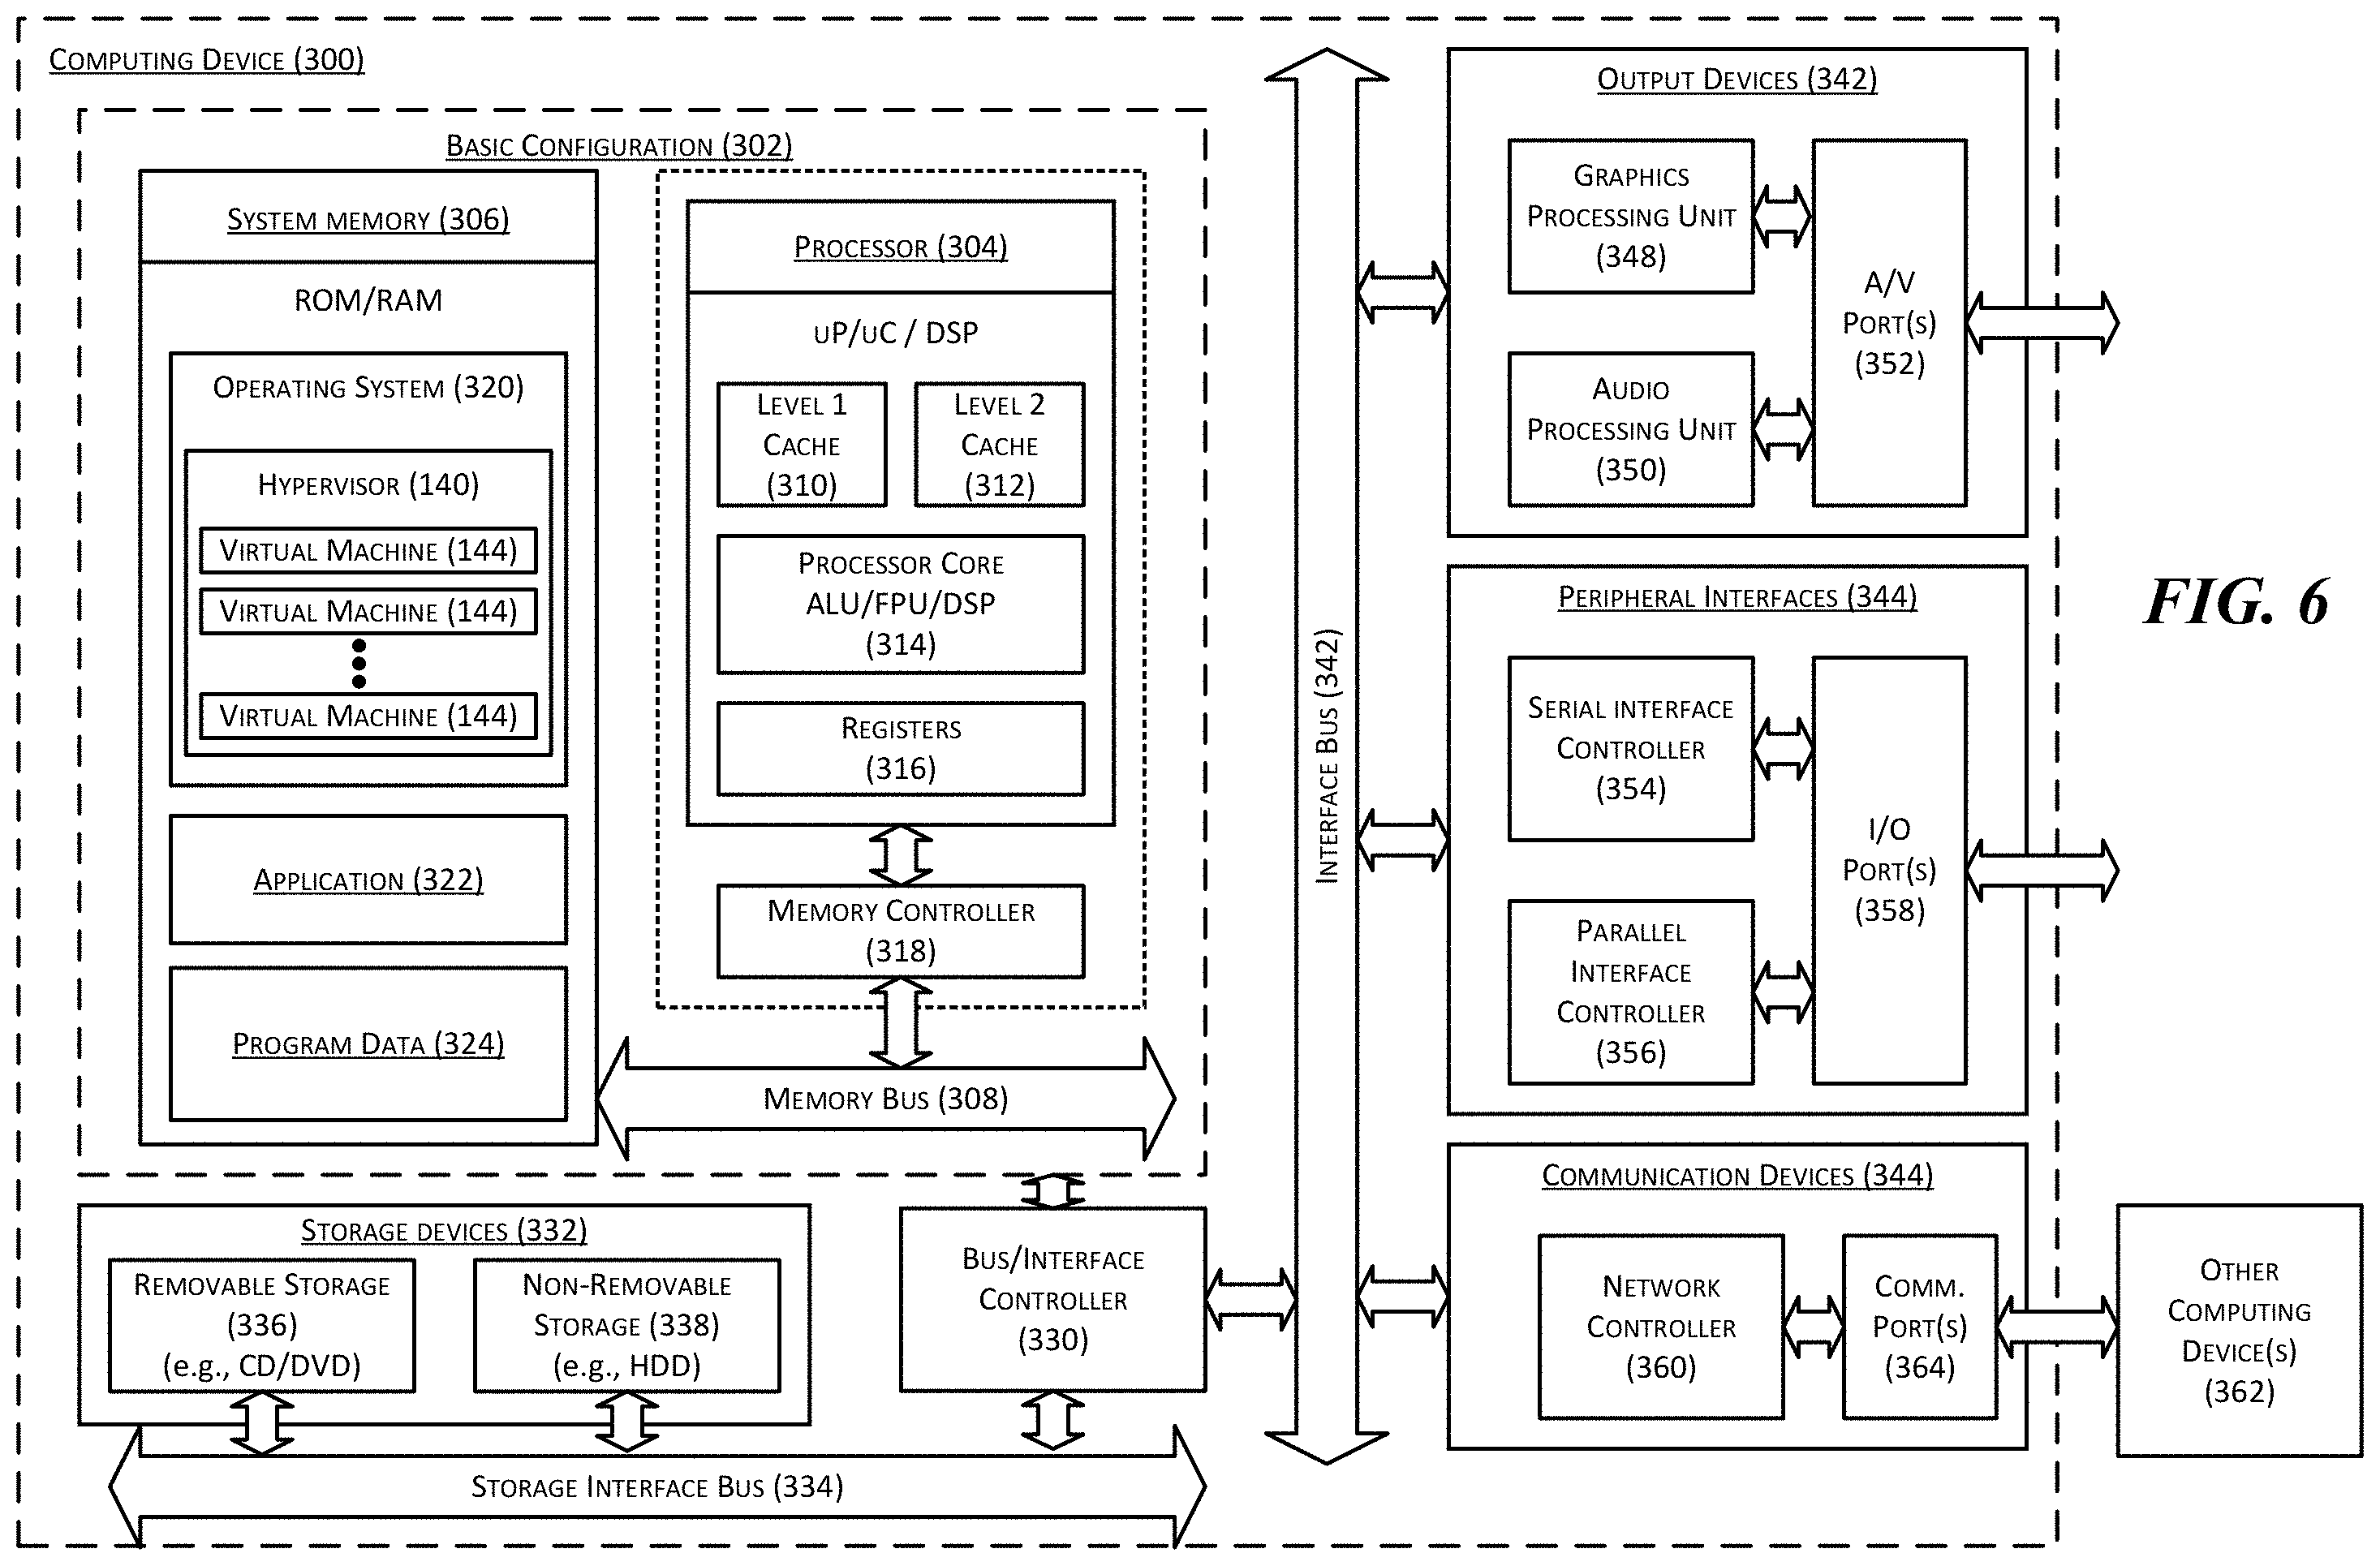 Computing Device (300)
Basic Configuration (302)
System memory (306)
ROM/RAM
Operating System (320)
Hypervisor (140)
Virtual Machine (144)
Virtual Machine (144)
Virtual Machine (144)
Application (322)
Program Data (324)
Processor (304)
uP/uC / DSP
Level 1
Cache
(310)
Level 2
Cache
(312)
Processor Core
ALU/FPU/DSP
(314)
Registers
(316)
Memory Controller
(318)
Memory Bus (308)
Storage devices (332)
Removable Storage
(336)
(e.g., CD/DVD)
Non-Removable
Storage (338)
(e.g., HDD)
Bus/Interface
Controller
(330)
Storage Interface Bus (334)
Interface Bus (342)
Output Devices (342)
Graphics
Processing Unit
(348)
Audio
Processing Unit
(350)
A/V
Port(s)
(352)
Peripheral Interfaces (344)
Serial interface
Controller
(354)
Parallel
Interface
Controller
(356)
I/O
Port(s)
(358)
Communication Devices (344)
Network
Controller
(360)
Comm.
Port(s)
(364)
Other
Computing
Device(s)
(362)
FIG. 6